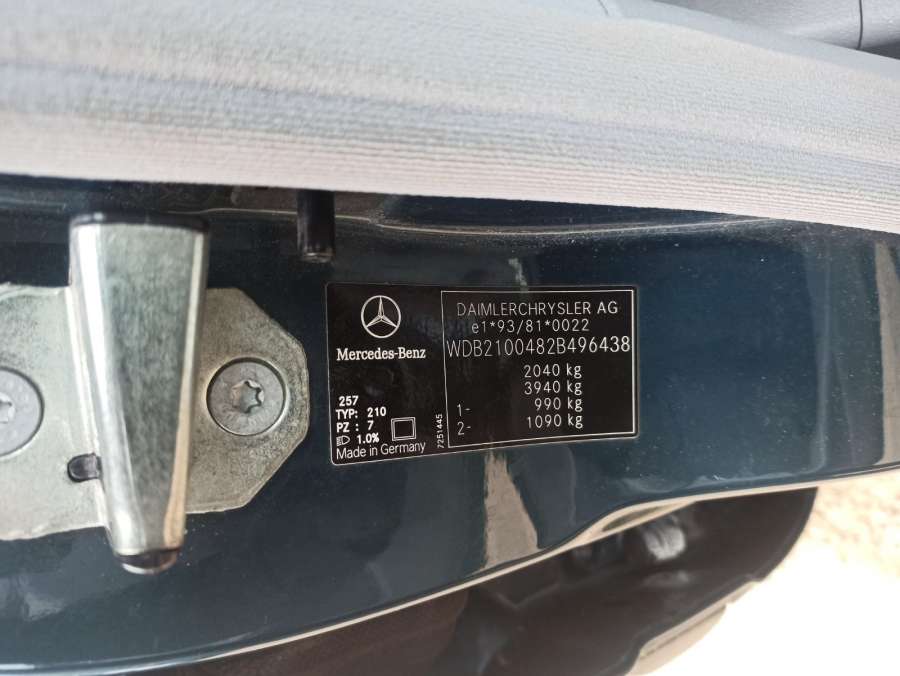 Mercedes-Benz
257
TYP: 210
PZ : 7
1.0%
Made in Germany
7251445
DAIMLERCHRYSLER AG
e1*93/81*0022
WDB2100482B496438
2040 kg
3940 kg
1- 990 kg
2- 1090 kg